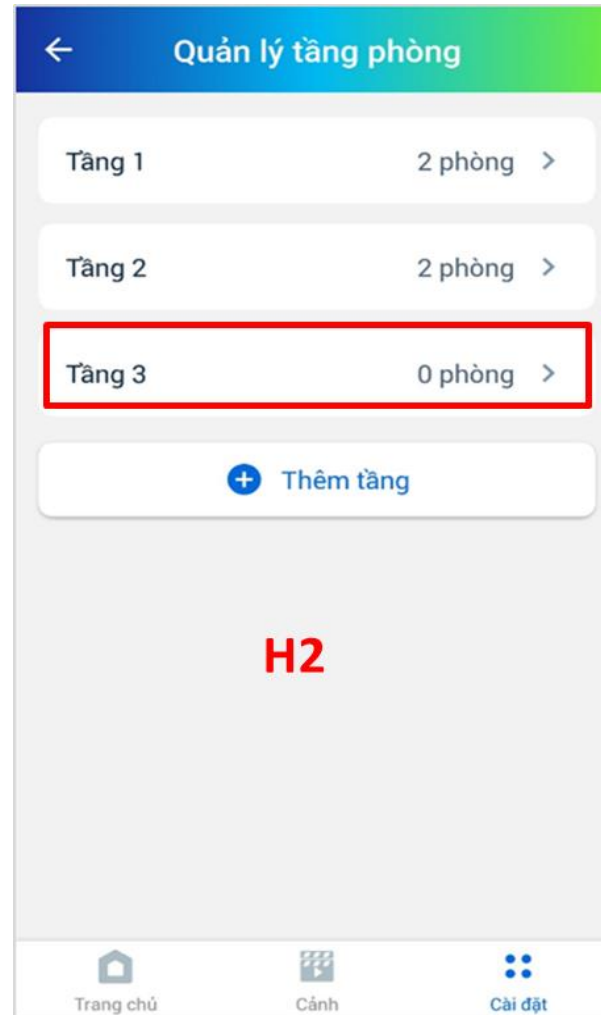 Quản lý tầng phòng
Tầng 1 2 phòng
Tầng 2 2 phòng
Tầng 3 0 phòng
Thêm tầng
H2
Trang chủ Cảnh Cài đặt